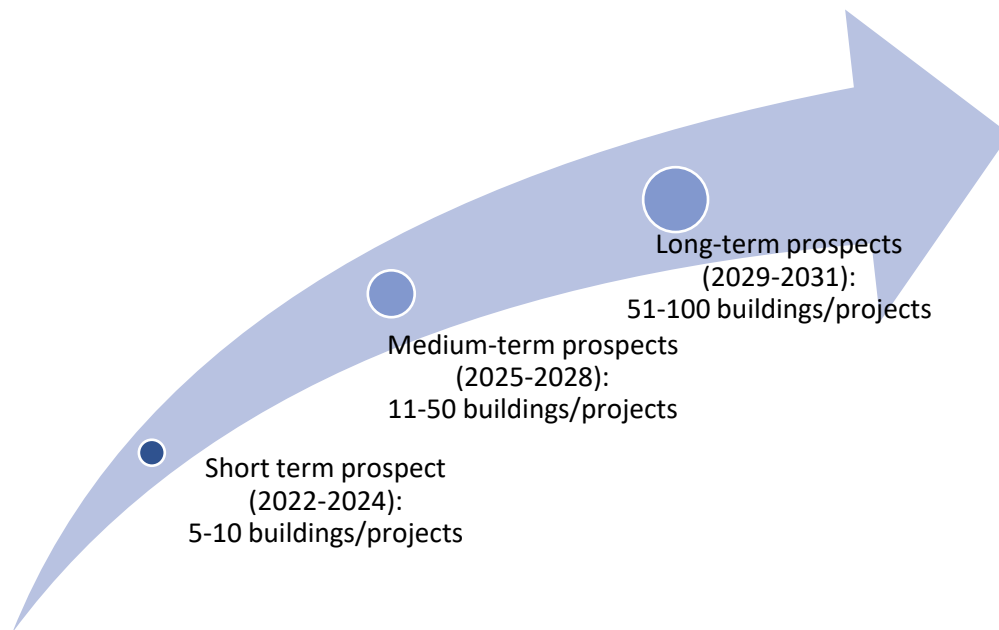 Long-term prospects
(2029-2031):
51-100 buildings/projects
Medium-term prospects
(2025-2028):
11-50 buildings/projects
Short term prospect
(2022-2024):
5-10 buildings/projects